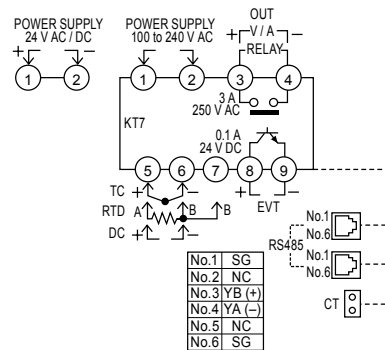 POWER SUPPLY
24 V AC / DC
+ −
1 2
POWER SUPPLY
100 to 240 V AC
1 2
OUT
+ V / A −
RELAY
3 4
3 A
250 V AC
KT7
0.1 A
24 V DC
5 6 7 8 9
TC + −
+ − EVT
RTD A B B
DC + −
RS485
No.1
No.6
No.1
No.6
CT
No.1 SG
No.2 NC
No.3 YB (+)
No.4 YA (−)
No.5 NC
No.6 SG